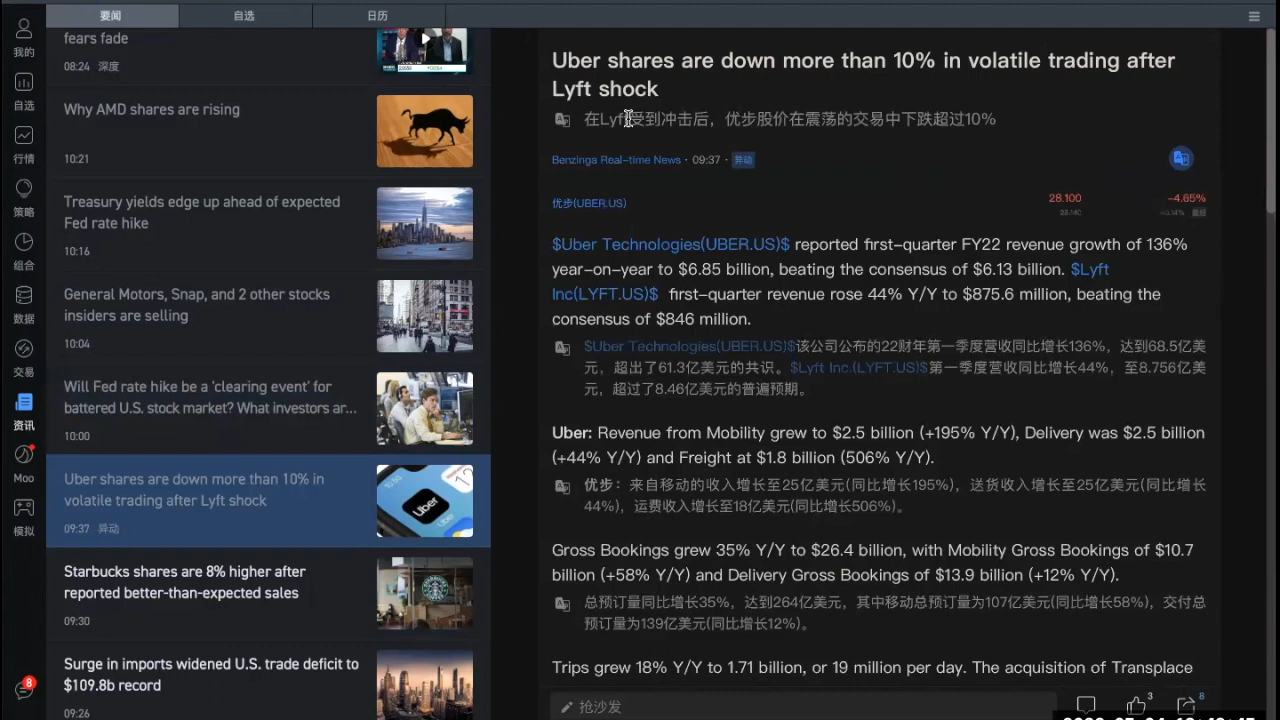 要闻
自选
日历
我的
自选
行情
策略
组合
数据
交易
资讯
Moo
模拟
8
fears fade
08:24 深度
Why AMD shares are rising
10:21
Treasury yields edge up ahead of expected
Fed rate hike
10:16
General Motors, Snap, and 2 other stocks
insiders are selling
10:04
Will Fed rate hike be a 'clearing event' for
battered U.S. stock market? What investors ar...
10:00
Uber shares are down more than 10% in
volatile trading after Lyft shock
09:37 异动
Uber
Starbucks shares are 8% higher after
reported better-than-expected sales
09:30
Surge in imports widened U.S. trade deficit to
$109.8b record
09:26
Uber shares are down more than 10% in volatile trading after
Lyft shock
在Lyft受到冲击后，优步股价在震荡的交易中下跌超过10%
Benzinga Real-time News · 09:37 · 异动
优步(UBER.US)
28.100
-4.65%
$Uber Technologies(UBER.US)$ reported first-quarter FY22 revenue growth of 136%
year-on-year to $6.85 billion, beating the consensus of $6.13 billion. $Lyft
Inc(LYFT.US)$ first-quarter revenue rose 44% Y/Y to $875.6 million, beating the
consensus of $846 million.
$Uber Technologies(UBER.US)$该公司公布的22财年第一季度营收同比增长136%，达到68.5亿美
元，超出了61.3亿美元的共识。$Lyft Inc.(LYFT.US)$第一季度营收同比增长44%，至8.756亿美
元，超过了8.46亿美元的普遍预期。
Uber: Revenue from Mobility grew to $2.5 billion (+195% Y/Y), Delivery was $2.5 billion
(+44% Y/Y) and Freight at $1.8 billion (506% Y/Y).
优步：来自移动的收入增长至25亿美元(同比增长195%)，送货收入增长至25亿美元(同比增长
44%)，运费收入增长至18亿美元(同比增长506%)。
Gross Bookings grew 35% Y/Y to $26.4 billion, with Mobility Gross Bookings of $10.7
billion (+58% Y/Y) and Delivery Gross Bookings of $13.9 billion (+12% Y/Y).
总预订量同比增长35%，达到264亿美元，其中移动总预订量为107亿美元(同比增长58%)，交付总
预订量为139亿美元(同比增长12%)。
Trips grew 18% Y/Y to 1.71 billion, or 19 million per day. The acquisition of Transplace
抢沙发
3
8